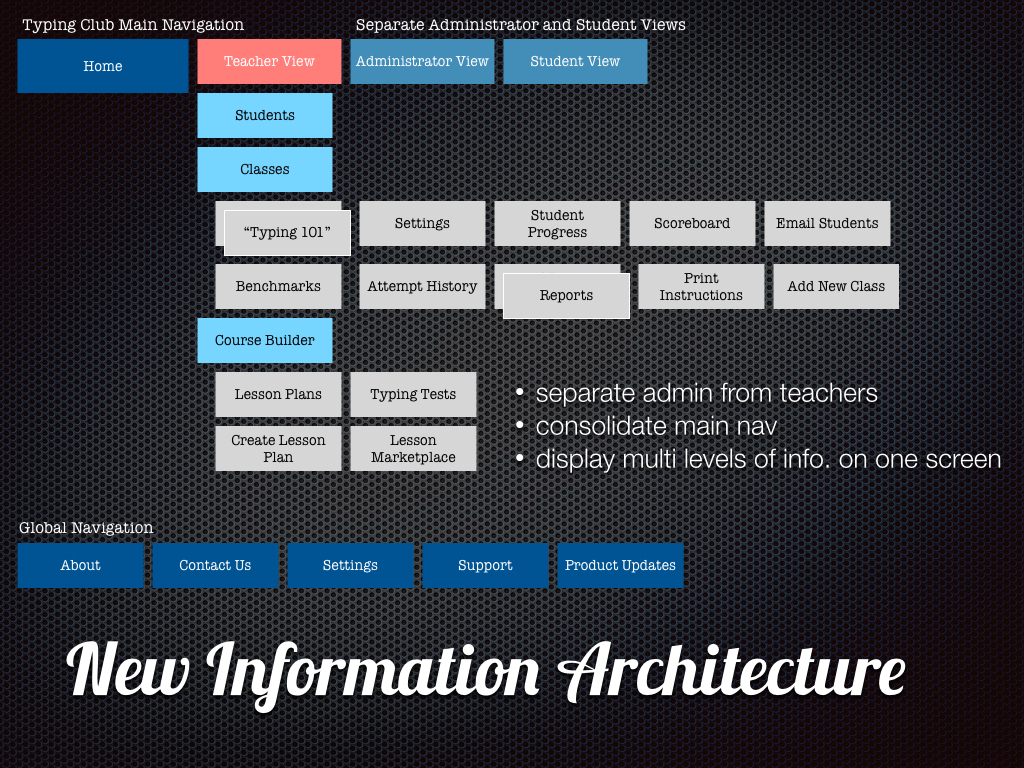 Typing Club Main Navigation
Separate Administrator and Student Views
Home
Teacher View
Administrator View
Student View
Students
Classes
“Typing 101”
Settings
Student
Progress
Scoreboard
Email Students
Benchmarks
Attempt History
Reports
Print
Instructions
Add New Class
Course Builder
Lesson Plans
Typing Tests
Create Lesson
Plan
Lesson
Marketplace
• separate admin from teachers
• consolidate main nav
• display multi levels of info. on one screen
Global Navigation
About
Contact Us
Settings
Support
Product Updates
New Information Architecture